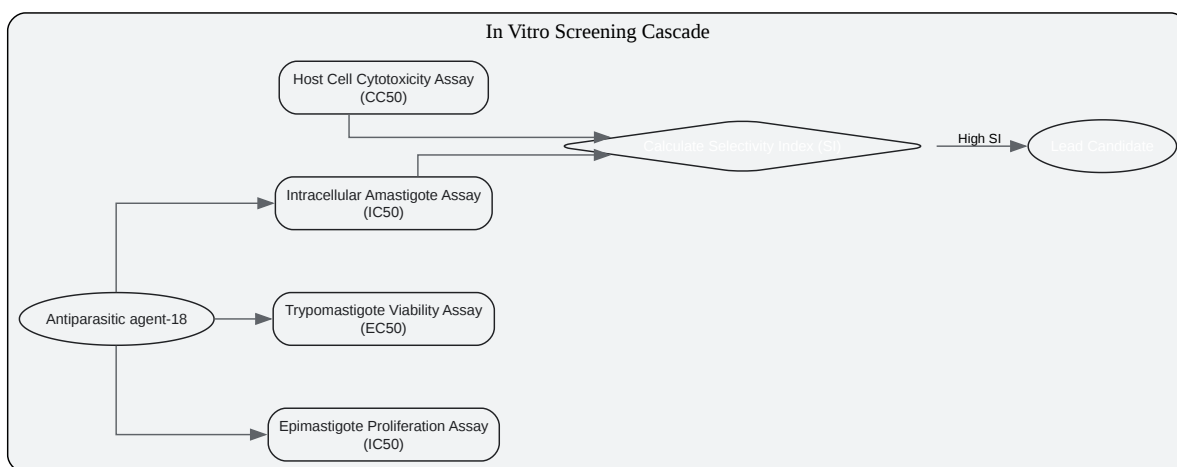 In Vitro Screening Cascade
Host Cell Cytotoxicity Assay
(CC50)
Calculate Selectivity Index (SI)
High SI
Lead Candidate
Intracellular Amastigote Assay
(IC50)
Antiparasitic agent-18
Trypomastigote Viability Assay
(EC50)
Epimastigote Proliferation Assay
(IC50)